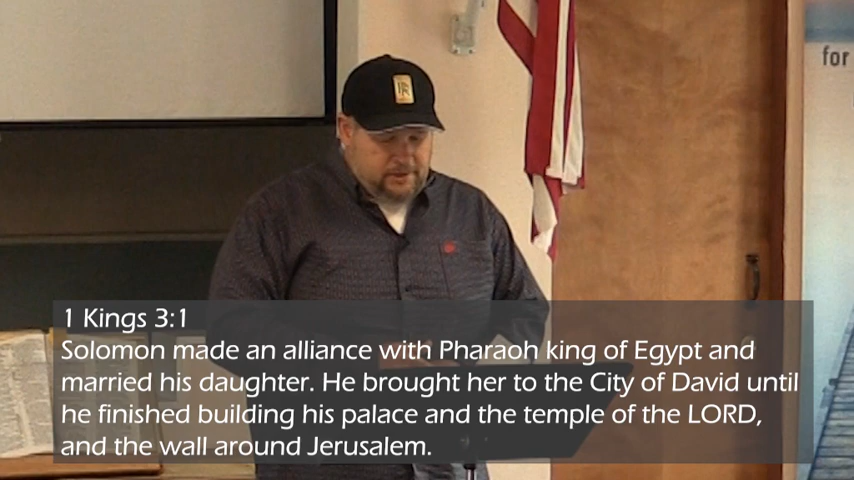 for
1 Kings 3:1
Solomon made an alliance with Pharaoh king of Egypt and
married his daughter. He brought her to the City of David until
he finished building his palace and the temple of the LORD,
and the wall around Jerusalem.